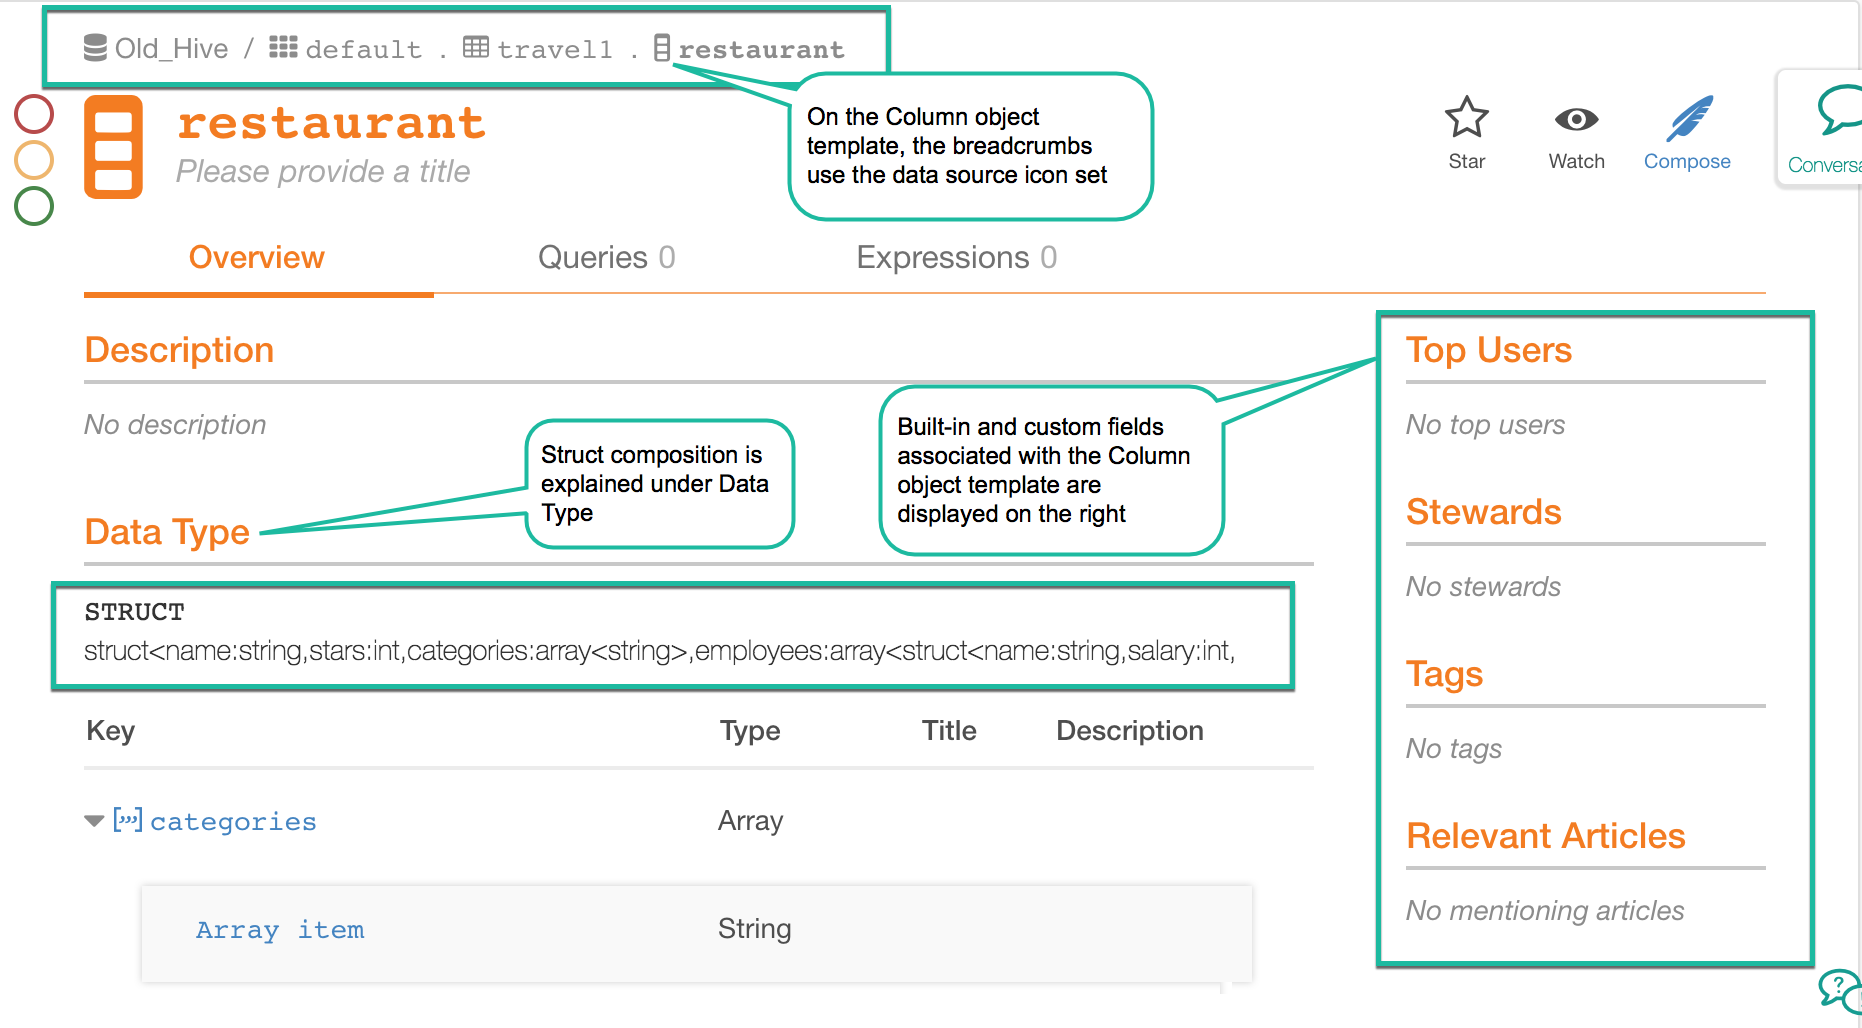 Old_Hive / default . travel1 . restaurant
restaurant
Please provide a title
On the Column object
template, the breadcrumbs
use the data source icon set
Star
Watch
Compose
Conversa
Overview
Queries 0
Expressions 0
Description
No description
Struct composition is
explained under Data
Type
Built-in and custom fields
associated with the Column
object template are
displayed on the right
Data Type
STRUCT
struct<name:string,stars:int,categories:array<string>,employees:array<struct<name:string,salary:int,
Key Type Title Description
[,,,] categories Array
Array item String
Top Users
No top users
Stewards
No stewards
Tags
No tags
Relevant Articles
No mentioning articles
?